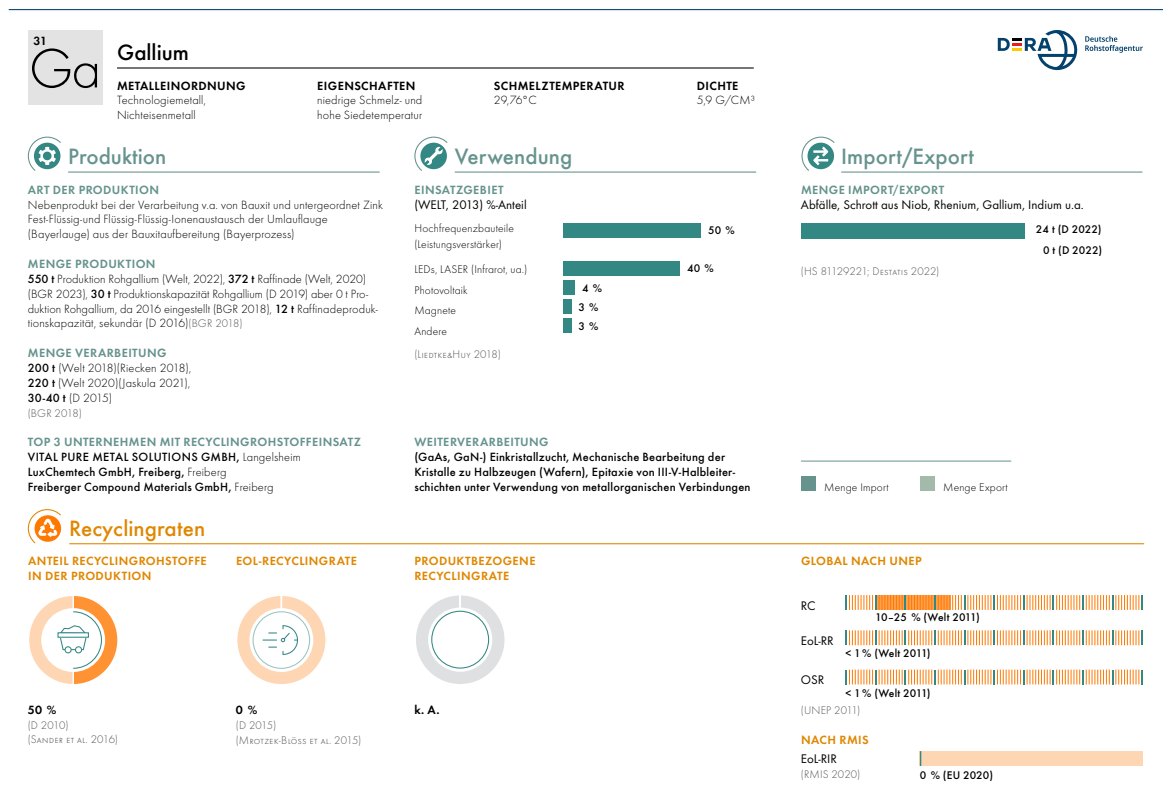 31
Ga
Gallium
DERA
Deutsche
Rohstoffagentur
METALLEINORDNUNG
Technologiemetall,
Nichteisenmetall
EIGENSCHAFTEN
niedrige Schmelz- und
hohe Siedetemperatur
SCHMELZTEMPERATUR
29,76°C
DICHTE
5,9 G/CM³
Produktion
ART DER PRODUKTION
Nebenprodukt bei der Verarbeitung v.a. von Bauxit und untergeordnet Zink
Fest-Flüssig-und Flüssig-Flüssig-Ionenaustausch der Umlauflauge
(Bayerlauge) aus der Bauxitaufbereitung (Bayerprozess)
MENGE PRODUKTION
550 t Produktion Rohgallium (Welt, 2022), 372 t Raffinade (Welt, 2020)
(BGR 2023), 30 t Produktionskapazität Rohgallium (D 2019) aber 0 t Pro-
duktion Rohgallium, da 2016 eingestellt (BGR 2018), 12 t Raffinadeproduk-
tionskapazität, sekundär (D 2016)(BGR 2018)
MENGE VERARBEITUNG
200 t (Welt 2018)(Riecken 2018),
220 t (Welt 2020)(Jaskula 2021),
30-40 t (D 2015)
(BGR 2018)
TOP 3 UNTERNEHMEN MIT RECYCLINGROHSTOFFEINSATZ
VITAL PURE METAL SOLUTIONS GMBH, Langelsheim
LuxChemtech GmbH, Freiberg, Freiberg
Freiberger Compound Materials GmbH, Freiberg
Verwendung
EINSATZGEBIET
(WELT, 2013) %-Anteil
Hochfrequenzbauteile
(Leistungsverstärker)
50 %
LEDs, LASER (Infrarot, ua.)
40 %
Photovoltaik
4 %
Magnete
3 %
Andere
3 %
(Liedtke&Huy 2018)
WEITERVERARBEITUNG
(GaAs, GaN-) Einkristallzucht, Mechanische Bearbeitung der
Kristalle zu Halbzeugen (Wafern), Epitaxie von III-V-Halbleiter-
schichten unter Verwendung von metallorganischen Verbindungen
Import/Export
MENGE IMPORT/EXPORT
Abfälle, Schrott aus Niob, Rhenium, Gallium, Indium u.a.
24 t (D 2022)
0 t (D 2022)
(HS 81129221; Destatis 2022)
Menge Import
Menge Export
Recyclingraten
ANTEIL RECYCLINGROHSTOFFE
IN DER PRODUKTION
50 %
(D 2010)
(Sander et al. 2016)
EOL-RECYCLINGRATE
0 %
(D 2015)
(Mrotzek-Blöß et al. 2015)
PRODUKTBEZOGENE
RECYCLINGRATE
k. A.
GLOBAL NACH UNEP
RC
10–25 % (Welt 2011)
EoL-RR
< 1 % (Welt 2011)
OSR
< 1 % (Welt 2011)
(UNEP 2011)
NACH RMIS
EoL-RIR
(RMIS 2020)
0 % (EU 2020)